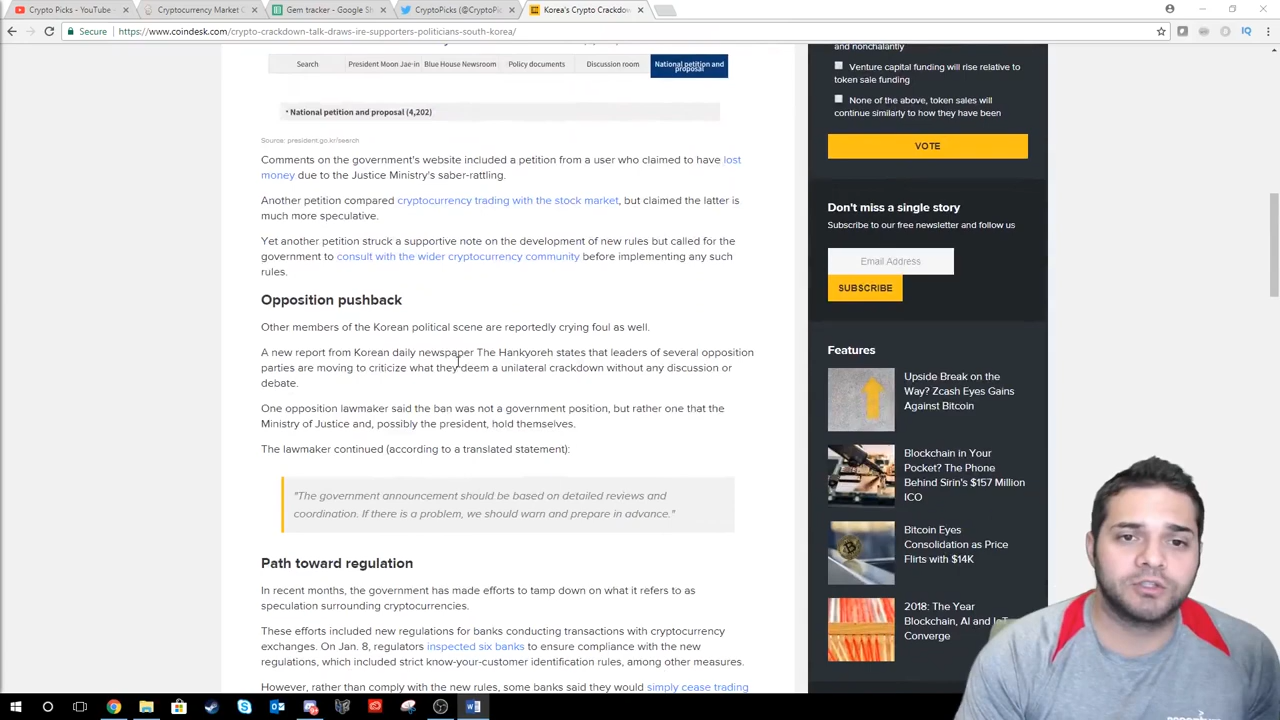 Crypto Picks - YouTube
Cryptocurrency Market C
Gem tracker - Google She
CryptoPicks (@CryptoPic
Korea's Crypto Crackdow
Secure
https://www.coindesk.com/crypto-crackdown-talk-draws-ire-supporters-politicians-south-korea/
Search
President Moon Jae-in
Blue House Newsroom
Policy documents
Discussion room
National petition and
proposal
• National petition and proposal (4,202)
Source: president.go.kr/search
Comments on the government's website included a petition from a user who claimed to have lost
money due to the Justice Ministry's saber-rattling.
Another petition compared cryptocurrency trading with the stock market, but claimed the latter is
much more speculative.
Yet another petition struck a supportive note on the development of new rules but called for the
government to consult with the wider cryptocurrency community before implementing any such
rules.
Opposition pushback
Other members of the Korean political scene are reportedly crying foul as well.
A new report from Korean daily newspaper The Hankyoreh states that leaders of several opposition
parties are moving to criticize what they deem a unilateral crackdown without any discussion or
debate.
One opposition lawmaker said the ban was not a government position, but rather one that the
Ministry of Justice and, possibly the president, hold themselves.
The lawmaker continued (according to a translated statement):
"The government announcement should be based on detailed reviews and
coordination. If there is a problem, we should warn and prepare in advance."
Path toward regulation
In recent months, the government has made efforts to tamp down on what it refers to as
speculation surrounding cryptocurrencies.
These efforts included new regulations for banks conducting transactions with cryptocurrency
exchanges. On Jan. 8, regulators inspected six banks to ensure compliance with the new
regulations, which included strict know-your-customer identification rules, among other measures.
However, rather than comply with the new rules, some banks said they would simply cease trading
and nonchalantly
Venture capital funding will rise relative to
token sale funding
None of the above, token sales will
continue similarly to how they have been
VOTE
Don't miss a single story
Subscribe to our free newsletter and follow us
Email Address
SUBSCRIBE
Features
Upside Break on the
Way? Zcash Eyes Gains
Against Bitcoin
Blockchain in Your
Pocket? The Phone
Behind Sirin's $157 Million
ICO
Bitcoin Eyes
Consolidation as Price
Flirts with $14K
2018: The Year
Blockchain, AI and IoT
Converge